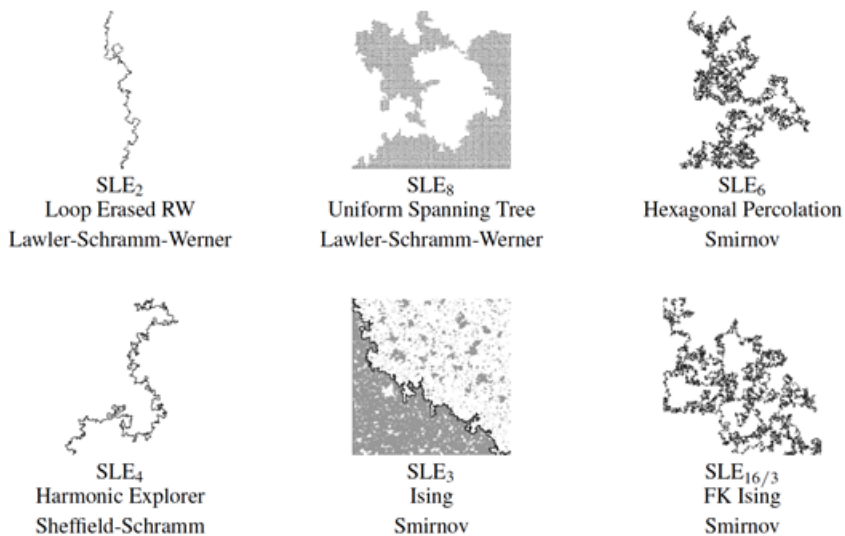 SLE₂
Loop Erased RW
Lawler-Schramm-Werner
SLE₈
Uniform Spanning Tree
Lawler-Schramm-Werner
SLE₆
Hexagonal Percolation
Smirnov
SLE₄
Harmonic Explorer
Sheffield-Schramm
SLE₃
Ising
Smirnov
SLE₁₆/₃
FK Ising
Smirnov